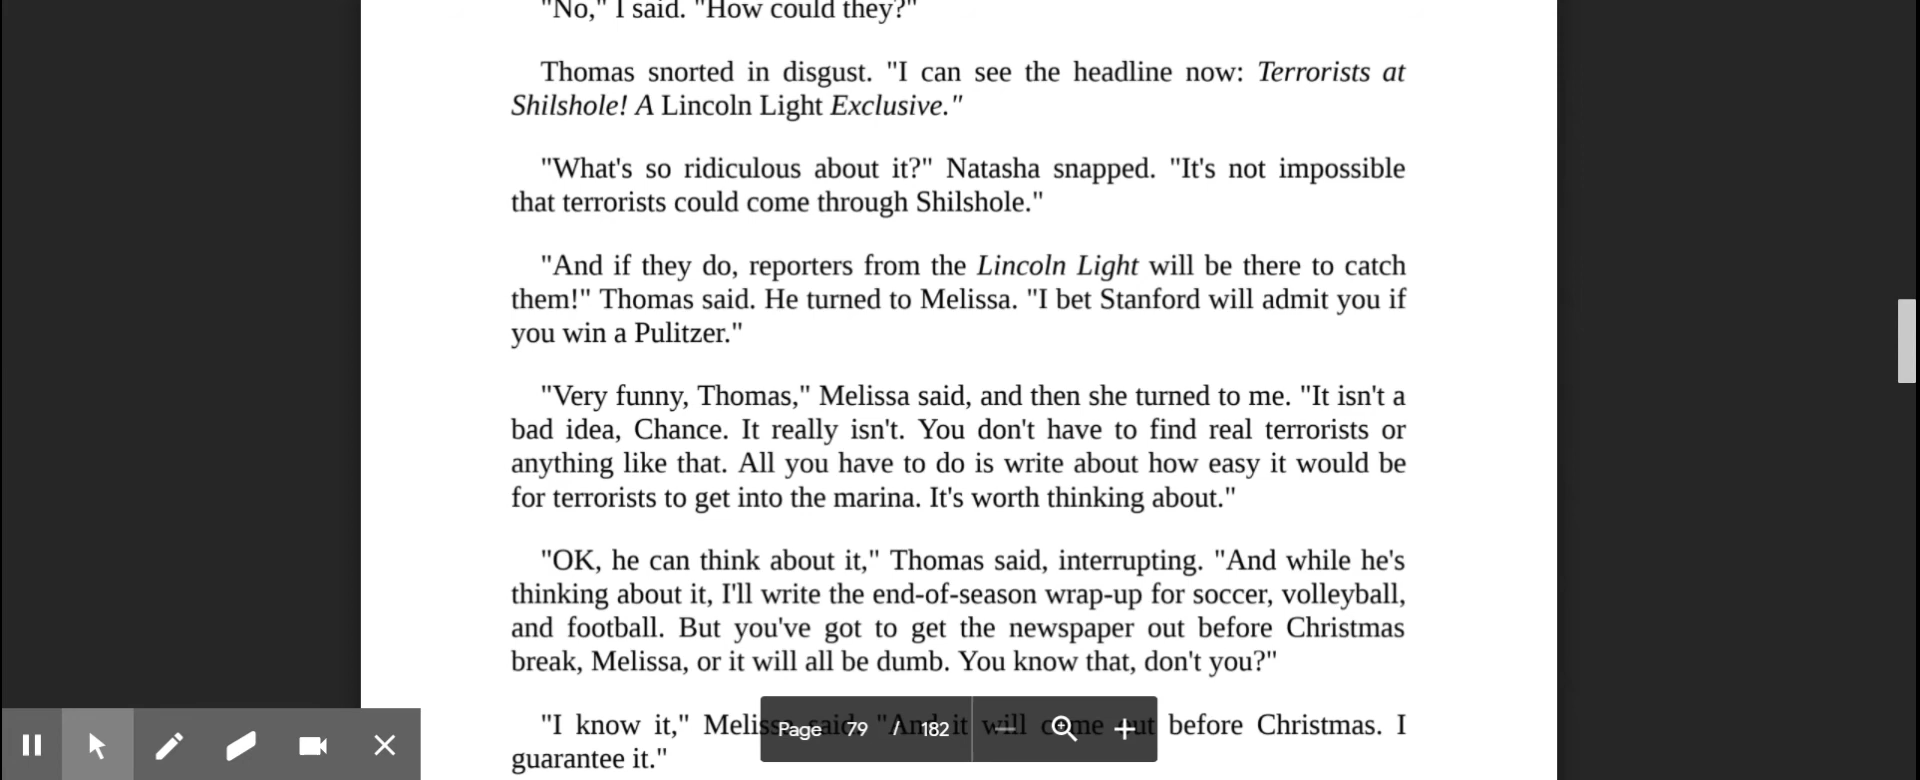 "No," I said. "How could they?"
Thomas snorted in disgust. "I can see the headline now: Terrorists at
Shilshole! A Lincoln Light Exclusive."
"What's so ridiculous about it?" Natasha snapped. "It's not impossible
that terrorists could come through Shilshole."
"And if they do, reporters from the Lincoln Light will be there to catch
them!" Thomas said. He turned to Melissa. "I bet Stanford will admit you if
you win a Pulitzer."
"Very funny, Thomas," Melissa said, and then she turned to me. "It isn't a
bad idea, Chance. It really isn't. You don't have to find real terrorists or
anything like that. All you have to do is write about how easy it would be
for terrorists to get into the marina. It's worth thinking about."
"OK, he can think about it," Thomas said, interrupting. "And while he's
thinking about it, I'll write the end-of-season wrap-up for soccer, volleyball,
and football. But you've got to get the newspaper out before Christmas
break, Melissa, or it will all be dumb. You know that, don't you?"
"I know it," Melissa said. "And it will come out before Christmas. I
guarantee it."
Page 79 / 182